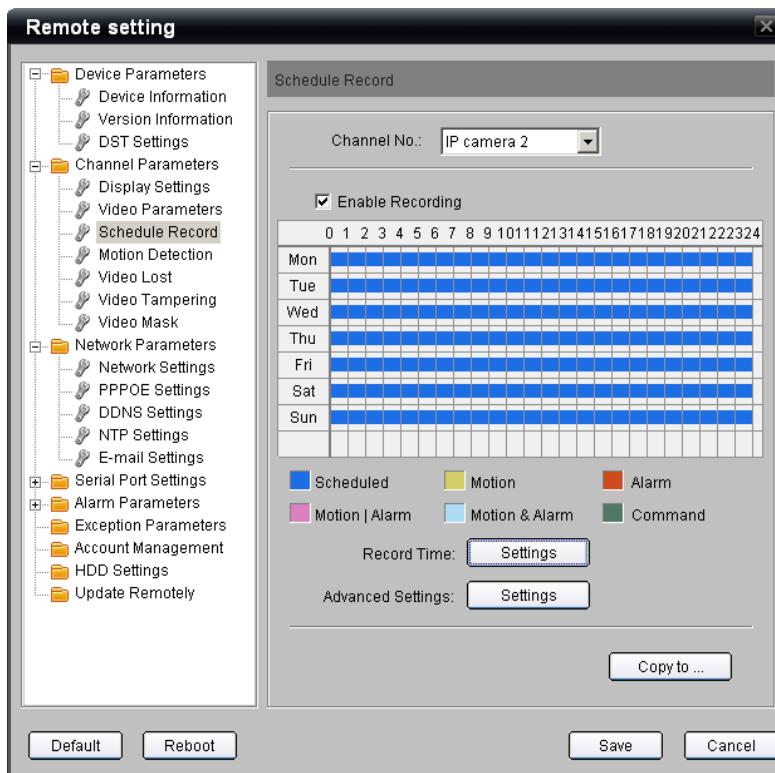 Remote setting
Device Parameters
Device Information
Version Information
DST Settings
Channel Parameters
Display Settings
Video Parameters
Schedule Record
Motion Detection
Video Lost
Video Tampering
Video Mask
Network Parameters
Network Settings
PPPOE Settings
DDNS Settings
NTP Settings
E-mail Settings
Serial Port Settings
Alarm Parameters
Exception Parameters
Account Management
HDD Settings
Update Remotely
Schedule Record
Channel No.: IP camera 2
Enable Recording
0 1 2 3 4 5 6 7 8 9 10 11 12 13 14 15 16 17 18 19 20 21 22 23 24
Mon
Tue
Wed
Thu
Fri
Sat
Sun
Scheduled Motion Alarm
Motion | Alarm Motion & Alarm Command
Record Time: Settings
Advanced Settings: Settings
Copy to ...
Default Reboot Save Cancel